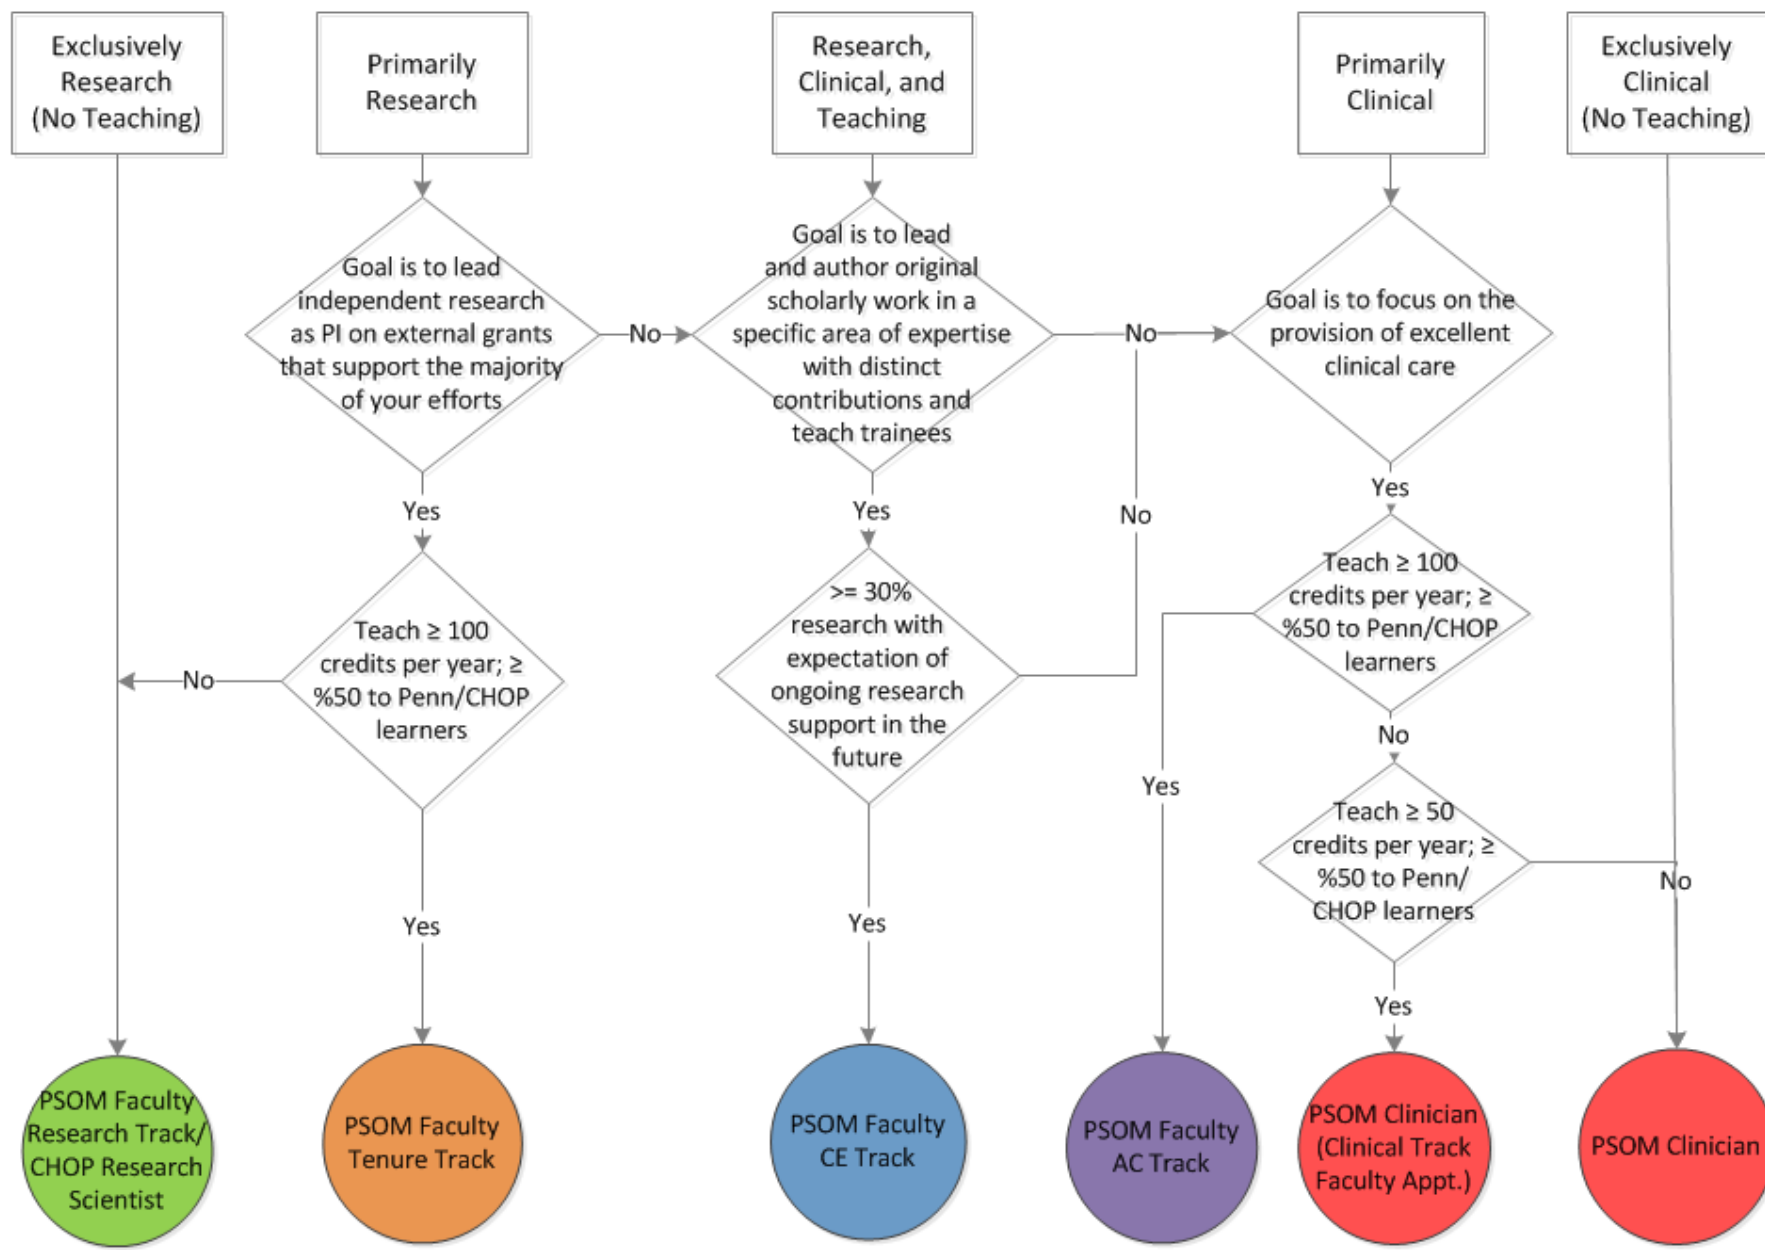 Exclusively
Research
(No Teaching)
Primarily
Research
Research,
Clinical, and
Teaching
Primarily
Clinical
Exclusively
Clinical
(No Teaching)
Goal is to lead
independent research
as PI on external grants
that support the majority
of your efforts
No
Goal is to lead
and author original
scholarly work in a
specific area of expertise
with distinct
contributions and
teach trainees
No
Goal is to focus on the
provision of excellent
clinical care
Yes
Yes
Yes
No
Teach ≥ 100
credits per year; ≥
%50 to Penn/CHOP
learners
No
>= 30%
research with
expectation of
ongoing research
support in the
future
Teach ≥ 100
credits per year; ≥
%50 to Penn/CHOP
learners
No
Yes
Teach ≥ 50
credits per year; ≥
%50 to Penn/
CHOP learners
No
Yes
Yes
Yes
PSOM Faculty
Research Track/
CHOP Research
Scientist
PSOM Faculty
Tenure Track
PSOM Faculty
CE Track
PSOM Faculty
AC Track
PSOM Clinician
(Clinical Track
Faculty Appt.)
PSOM Clinician